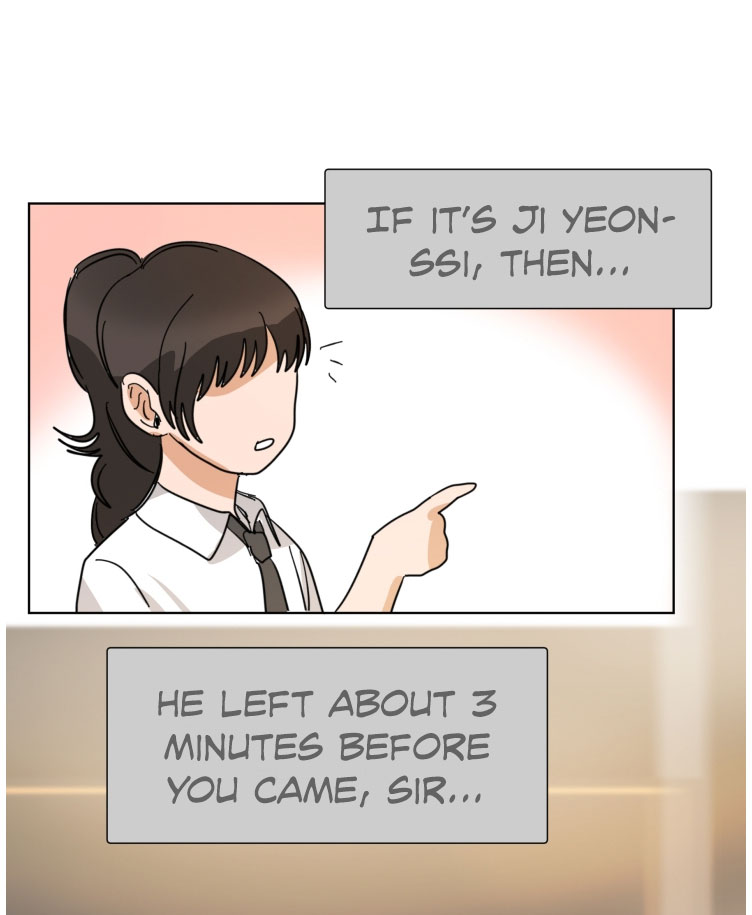 IF IT'S JI YEON-
SSI, THEN...
HE LEFT ABOUT 3
MINUTES BEFORE
YOU CAME, SIR...